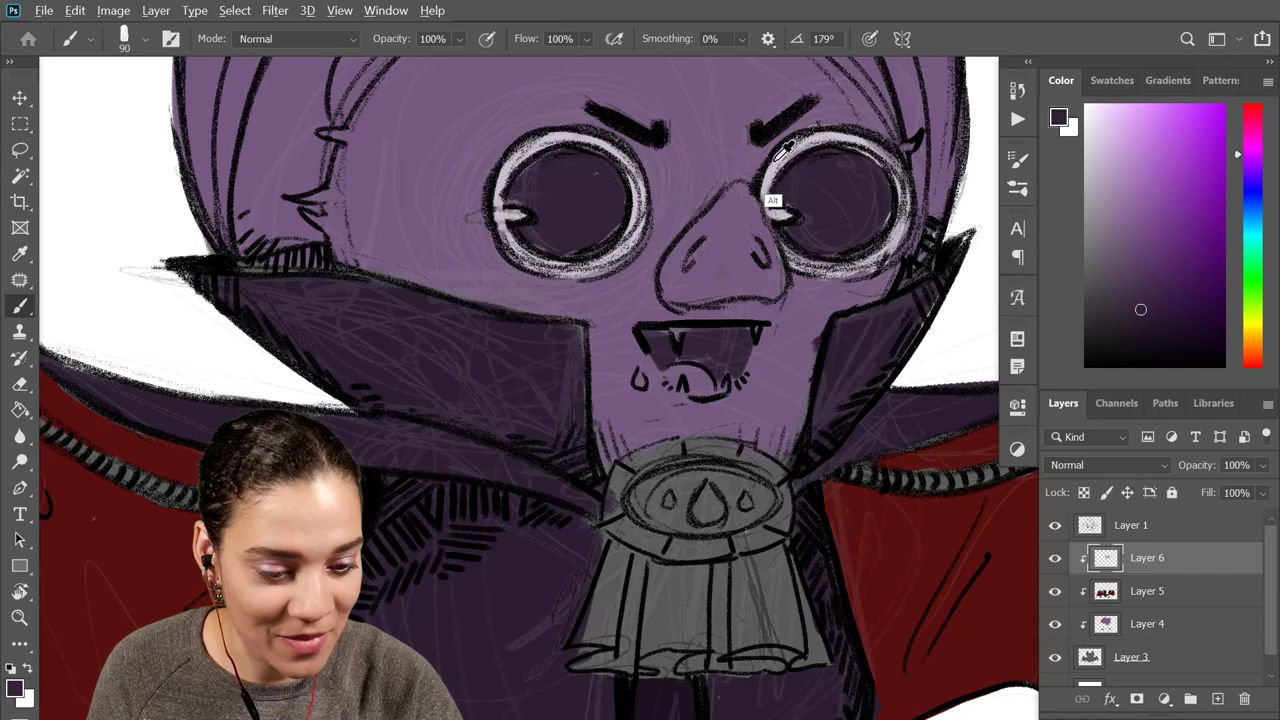 Ps File Edit Image Layer Type Select Filter 3D View Window Help
90 Mode: Normal Opacity: 100% Flow: 100% Smoothing: 0% 179°
Color Swatches Gradients Patterns
Alt
Layers Channels Paths Libraries
Kind
Normal Opacity: 100%
Lock: Fill: 100%
Layer 1
Layer 6
Layer 5
Layer 4
Layer 3